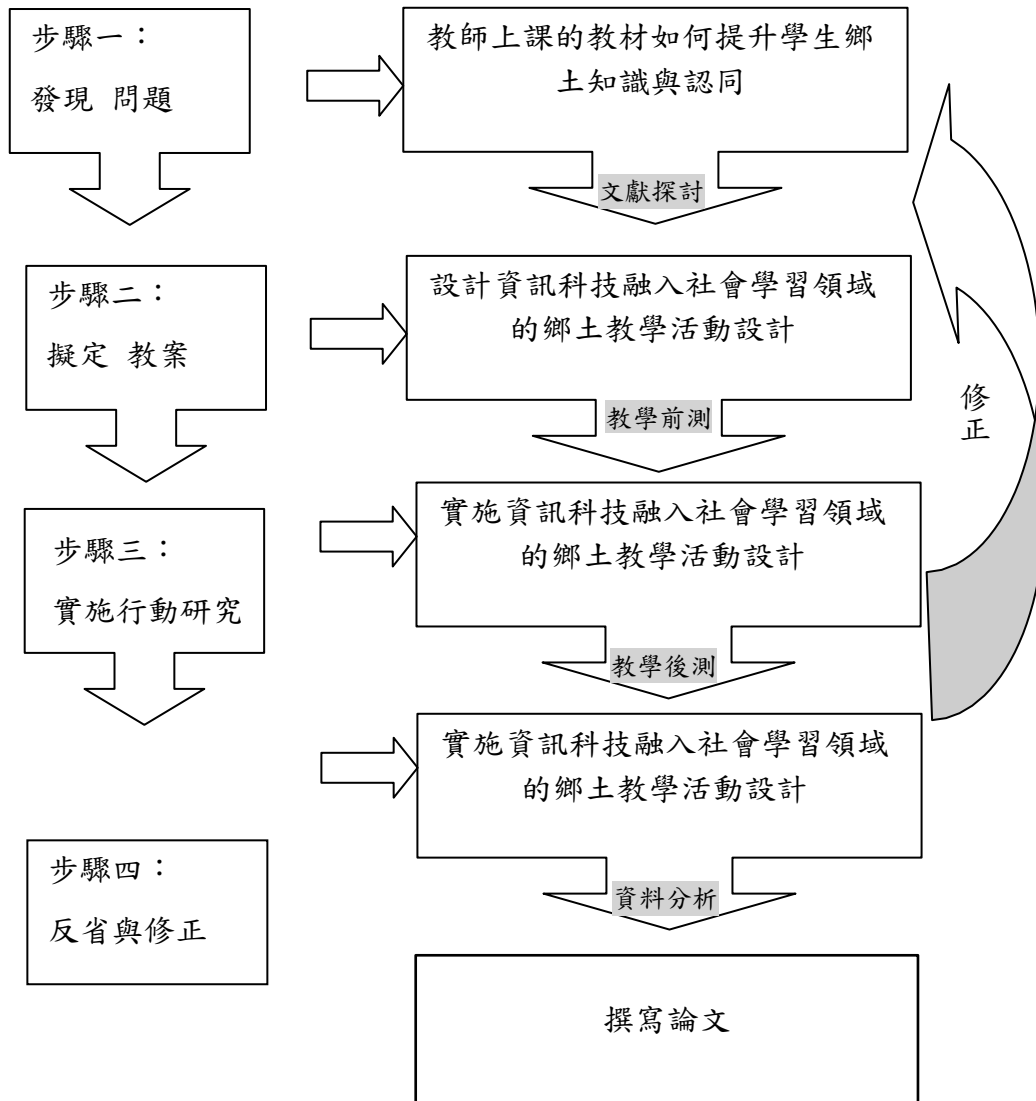 步驟一：
發現 問題
教師上課的教材如何提升學生鄉
土知識與認同
文獻探討
步驟二：
擬定 教案
設計資訊科技融入社會學習領域
的鄉土教學活動設計
教學前測
修
正
步驟三：
實施行動研究
實施資訊科技融入社會學習領域
的鄉土教學活動設計
教學後測
實施資訊科技融入社會學習領域
的鄉土教學活動設計
步驟四：
反省與修正
資料分析
撰寫論文